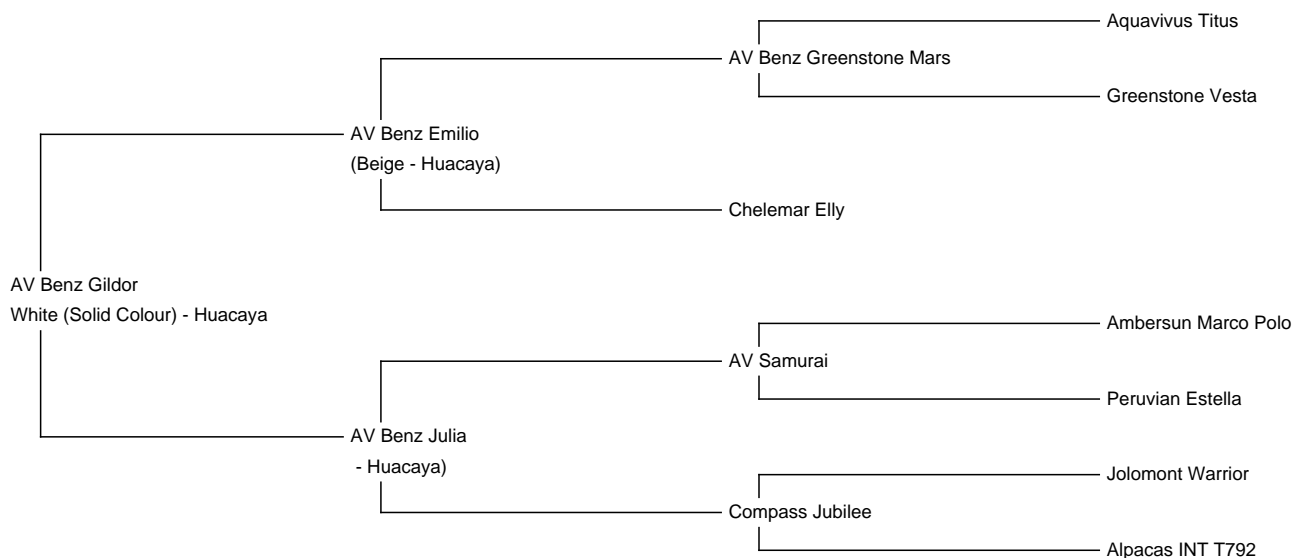 Aquavivus Titus
AV Benz Greenstone Mars
Greenstone Vesta
AV Benz Emilio
(Beige - Huacaya)
Chelemar Elly
AV Benz Gildor
White (Solid Colour) - Huacaya
Ambersun Marco Polo
AV Samurai
Peruvian Estella
AV Benz Julia
- Huacaya)
Jolomont Warrior
Compass Jubilee
Alpacas INT T792